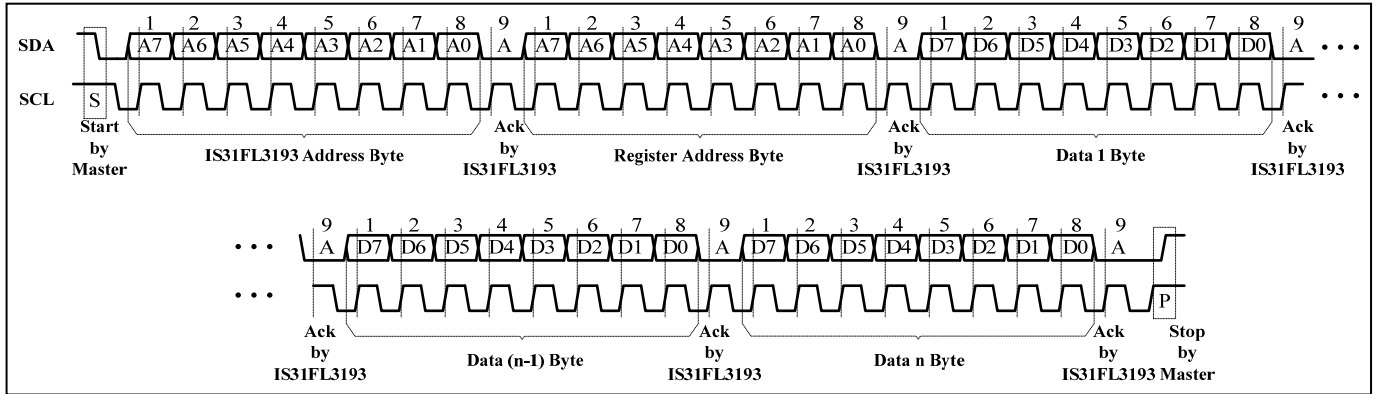 1 2 3 4 5 6 7 8 9 1 2 3 4 5 6 7 8 9 1 2 3 4 5 6 7 8 9
SDA A7 A6 A5 A4 A3 A2 A1 A0 A A7 A6 A5 A4 A3 A2 A1 A0 A D7 D6 D5 D4 D3 D2 D1 D0 A • • •
SCL S • • •
Start by Master
IS31FL3193 Address Byte
Ack by IS31FL3193
Register Address Byte
Ack by IS31FL3193
Data 1 Byte
Ack by IS31FL3193
9 1 2 3 4 5 6 7 8 9 1 2 3 4 5 6 7 8 9
• • • A D7 D6 D5 D4 D3 D2 D1 D0 A D7 D6 D5 D4 D3 D2 D1 D0 A
• • • P
Ack by IS31FL3193
Data (n-1) Byte
Ack by IS31FL3193
Data n Byte
Ack by IS31FL3193
Stop by Master